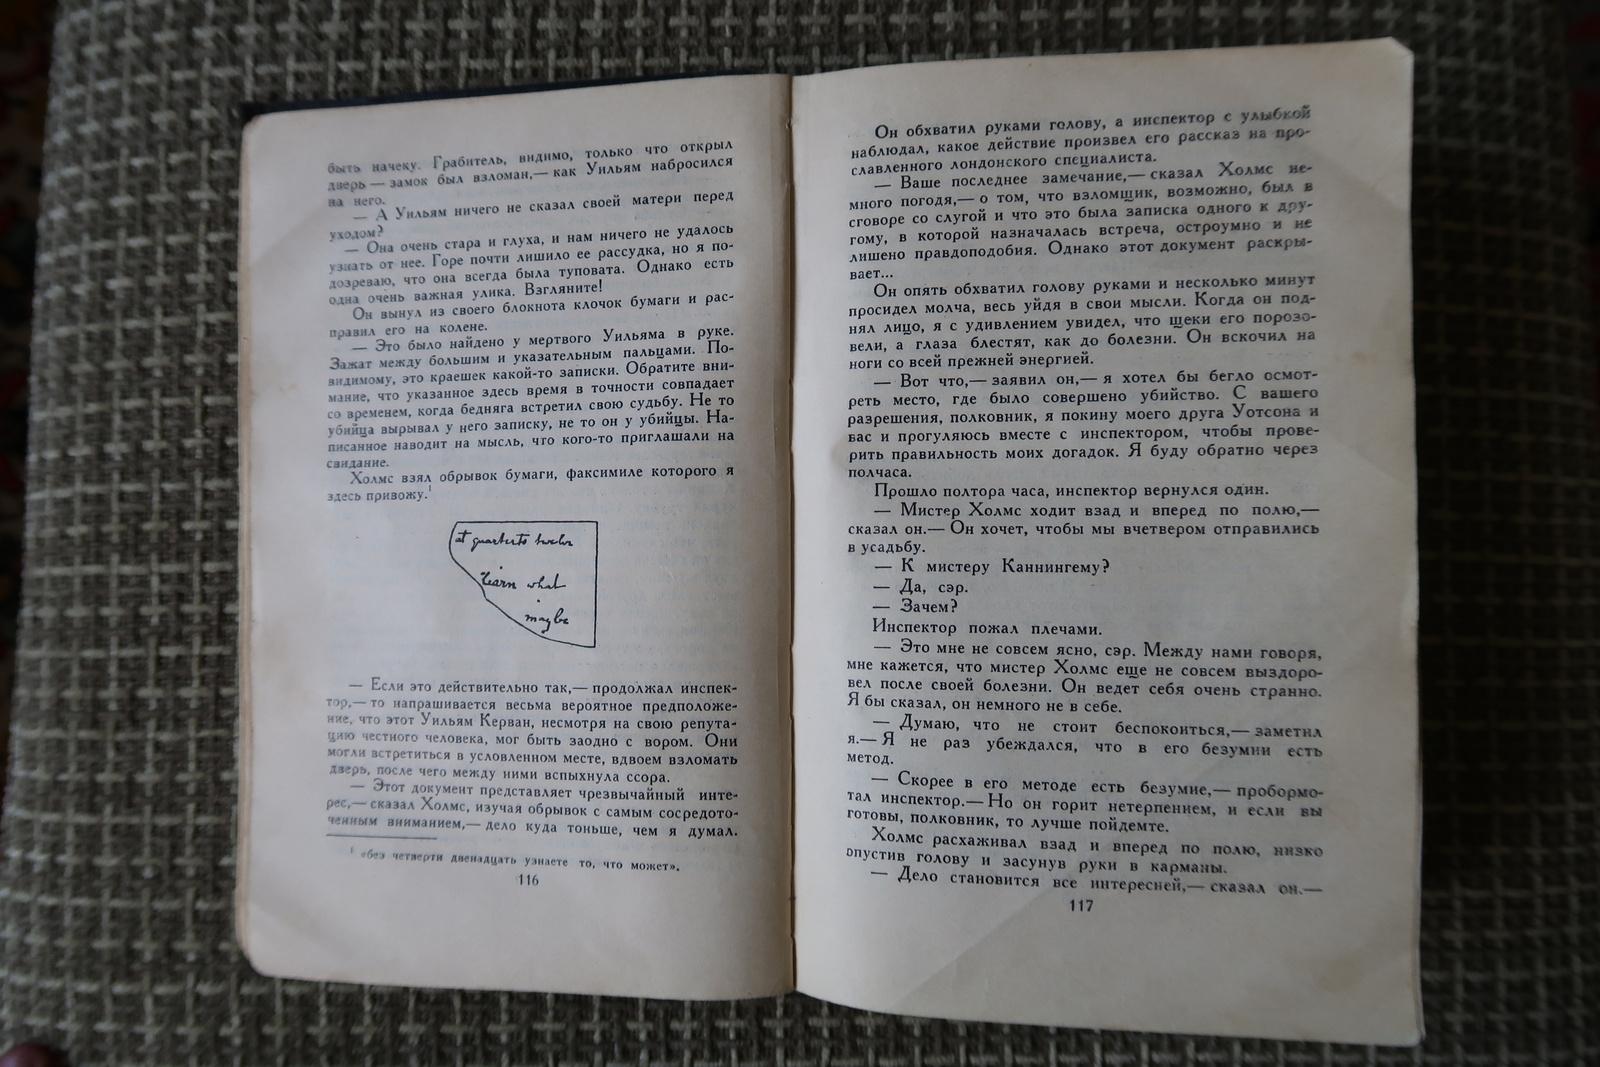 быть начеку. Грабитель, видимо, только что открыл
дверь — замок был взломан,— как Уильям набросился
на него.
— А Уильям ничего не сказал своей матери перед
уходом?
— Она очень стара и глуха, и нам ничего не удалось
узнать от нее. Горе почти лишило ее рассудка, но я по-
дозреваю, что она всегда была туповата. Однако есть
одна очень важная улика. Взгляните!
Он вынул из своего блокнота клочок бумаги и рас-
правил его на колене.
— Это было найдено у мертвого Уильяма в руке.
Зажат между большим и указательным пальцами. По-
видимому, это краешек какой-то записки. Обратите вни-
мание, что указанное здесь время в точности совпадает
со временем, когда бедняга встретил свою судьбу. Не то
убийца вырывал у него записку, не то он у убийцы. На-
писанное наводит на мысль, что кого-то приглашали на
свидание.
Холмс взял обрывок бумаги, факсимиле которого я
здесь привожу.¹
at quarter to twelve
learn what
maybe
— Если это действительно так,— продолжал инспек-
тор,— то напрашивается весьма вероятное предположе-
ние, что этот Уильям Керван, несмотря на свою репута-
цию честного человека, мог быть заодно с вором. Они
могли встретиться в условленном месте, вдвоем взломать
дверь, после чего между ними вспыхнула ссора.
— Этот документ представляет чрезвычайный инте-
рес,— сказал Холмс, изучая обрывок с самым сосредото-
ченным вниманием,— дело куда тоньше, чем я думал.
¹ «без четверти двенадцать узнаете то, что может».
116
Он обхватил руками голову, а инспектор с улыбкой
наблюдал, какое действие произвел его рассказ на про-
славленного лондонского специалиста.
— Ваше последнее замечание,— сказал Холмс не-
много погодя,— о том, что взломщик, возможно, был в
сговоре со слугой и что это была записка одного к дру-
гому, в которой назначалась встреча, остроумно и не
лишено правдоподобия. Однако этот документ раскры-
вает...
Он опять обхватил голову руками и несколько минут
просидел молча, весь уйдя в свои мысли. Когда он под-
нял лицо, я с удивлением увидел, что щеки его порозо-
вели, а глаза блестят, как до болезни. Он вскочил на
ноги со всей прежней энергией.
— Вот что,— заявил он,— я хотел бы бегло осмот-
реть место, где было совершено убийство. С вашего
разрешения, полковник, я покину моего друга Уотсона и
вас и прогуляюсь вместе с инспектором, чтобы прове-
рить правильность моих догадок. Я буду обратно через
полчаса.
Прошло полтора часа, инспектор вернулся один.
— Мистер Холмс ходит взад и вперед по полю,—
сказал он.— Он хочет, чтобы мы вчетвером отправились
в усадьбу.
— К мистеру Каннингему?
— Да, сэр.
— Зачем?
Инспектор пожал плечами.
— Это мне не совсем ясно, сэр. Между нами говоря,
мне кажется, что мистер Холмс еще не совсем выздоро-
вел после своей болезни. Он ведет себя очень странно.
Я бы сказал, он немного не в себе.
— Думаю, что не стоит беспокоиться,— заметил
я.— Я не раз убеждался, что в его безумии есть
метод.
— Скорее в его методе есть безумие,— пробормо-
тал инспектор.— Но он горит нетерпением, и если вы
готовы, полковник, то лучше пойдемте.
Холмс расхаживал взад и вперед по полю, низко
опустив голову и засунув руки в карманы.
— Дело становится все интересней,— сказал он.—
117